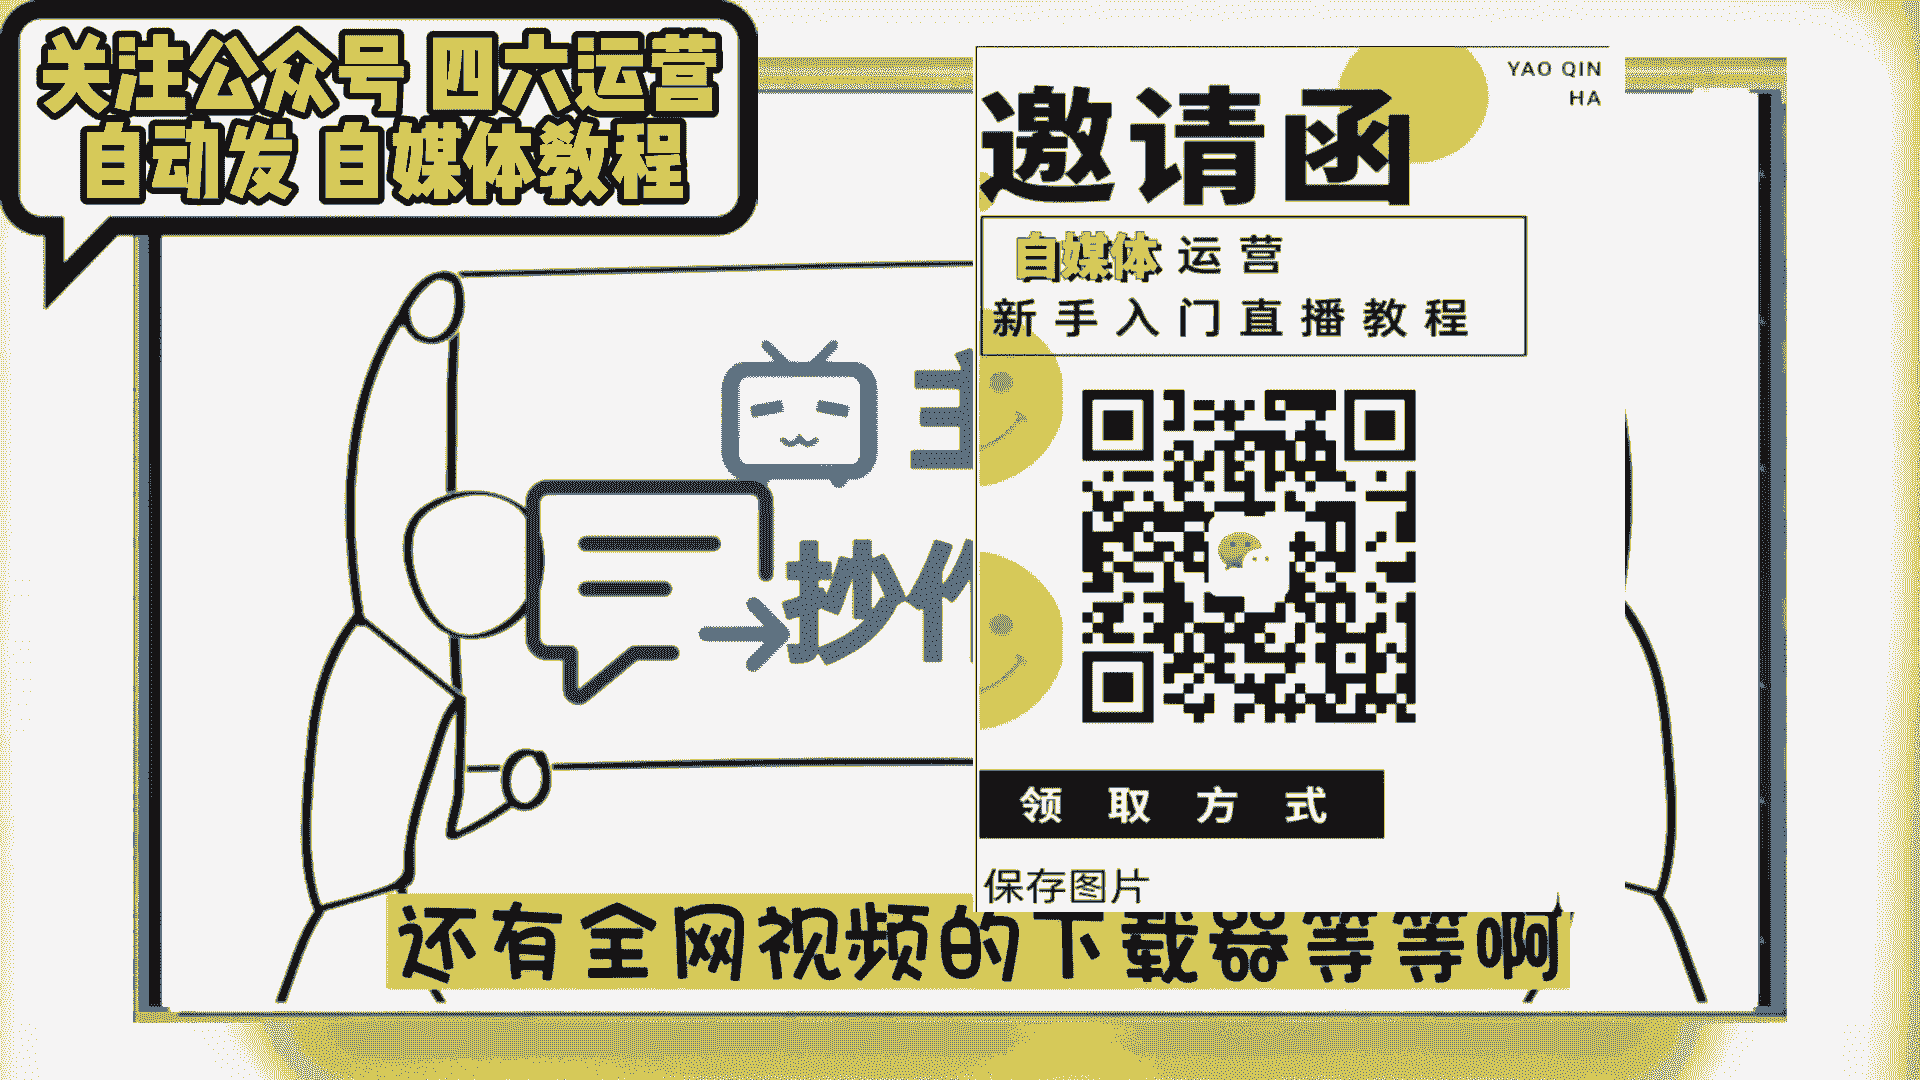 关注公众号 四六运营
自动发 自媒体教程
YAO QIN
HA
邀请函
自媒体 运营
新手入门直播教程
主
抄作
领取方式
保存图片
还有全网视频的下载器等等啊